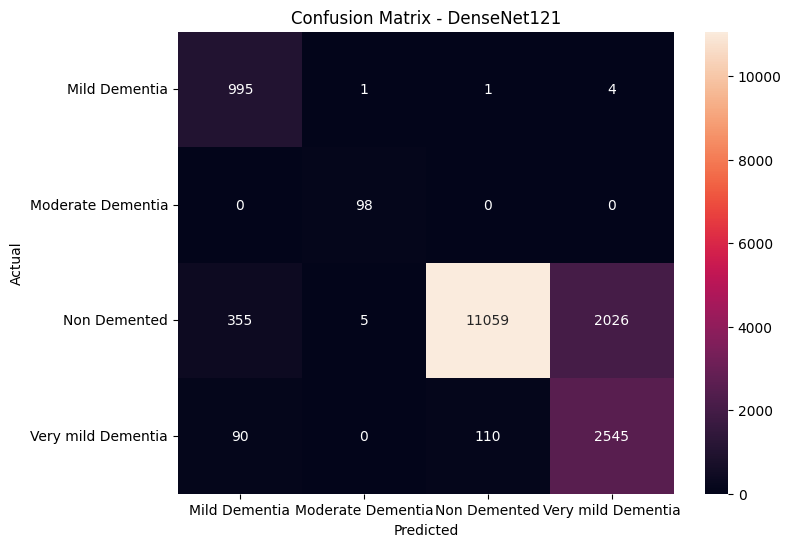 Confusion Matrix - DenseNet121
Mild Dementia 995 1 1 4
Moderate Dementia 0 98 0 0
Non Demented 355 5 11059 2026
Very mild Dementia 90 0 110 2545
Mild Dementia Moderate Dementia Non Demented Very mild Dementia
Predicted
Actual
10000
8000
6000
4000
2000
0